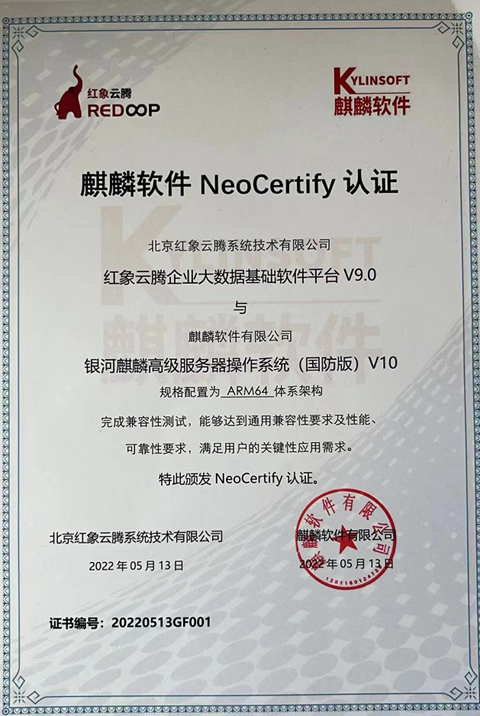 红象云腾
REDOOP
KYLINSOFT
麒麟软件
麒麟软件 NeoCertify 认证
北京红象云腾系统技术有限公司
红象云腾企业大数据基础软件平台 V9.0
与
麒麟软件有限公司
银河麒麟高级服务器操作系统（国防版）V10
规格配置为 ARM64 体系架构
完成兼容性测试，能够达到通用兼容性要求及性能、
可靠性要求，满足用户的关键性应用需求。
特此颁发 NeoCertify 认证。
北京红象云腾系统技术有限公司
2022 年 05 月 13 日
麒麟软件有限公司
2022 年 05 月 13 日
麒麟软件有限公司
证书编号：20220513GF001